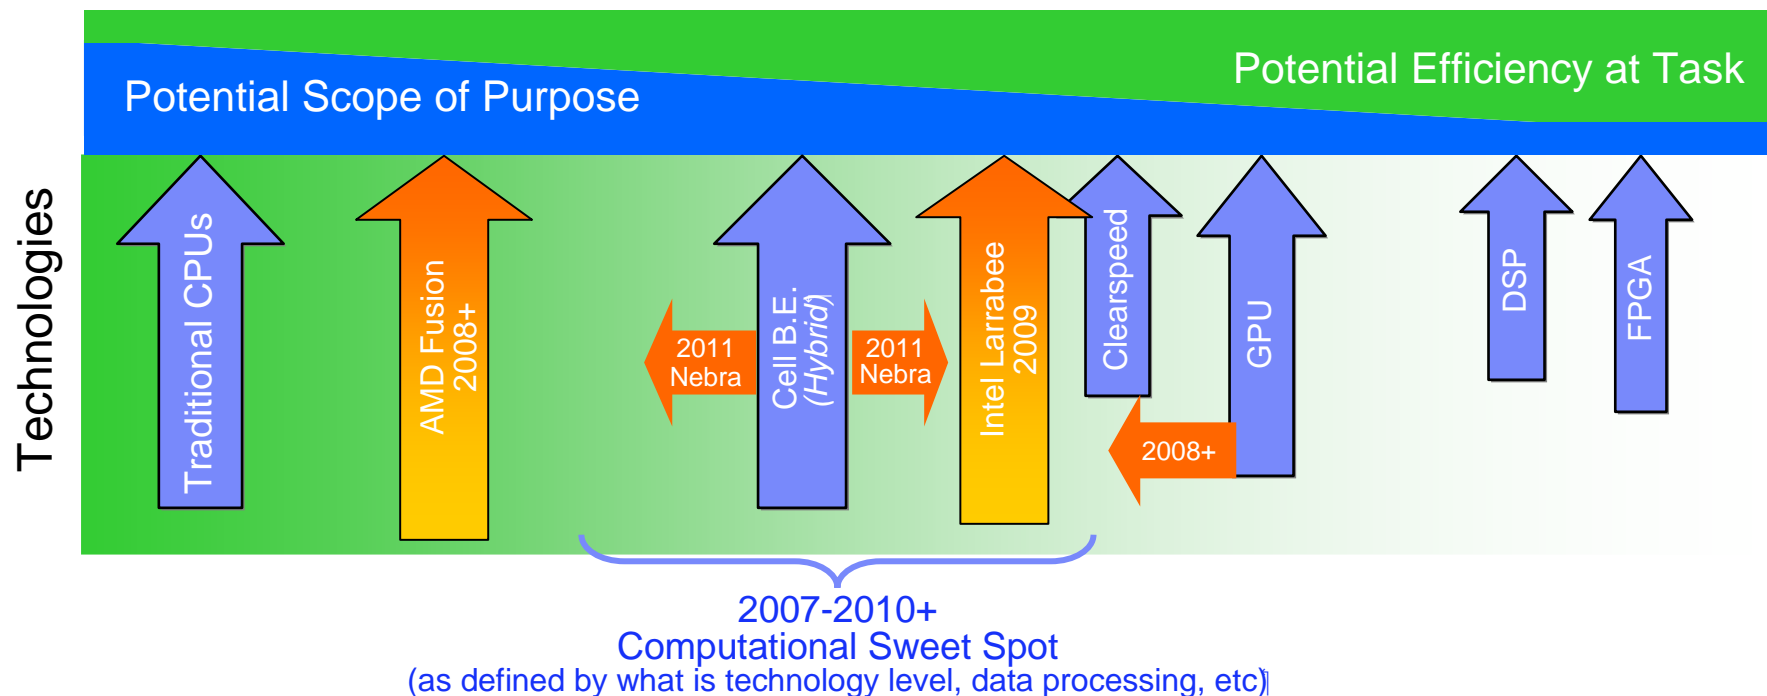 Potential Efficiency at Task
Potential Scope of Purpose
Technologies
Traditional CPUs
AMD Fusion
2008+
2011
Nebra
Cell B.E.
(Hybrid)
2011
Nebra
Intel Larrabee
2009
Clearspeed
GPU
2008+
DSP
FPGA
2007-2010+
Computational Sweet Spot
(as defined by what is technology level, data processing, etc)